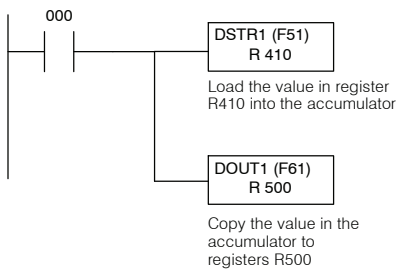 000
DSTR1 (F51)
R 410
Load the value in register
R410 into the accumulator
DOUT1 (F61)
R 500
Copy the value in the
accumulator to
registers R500